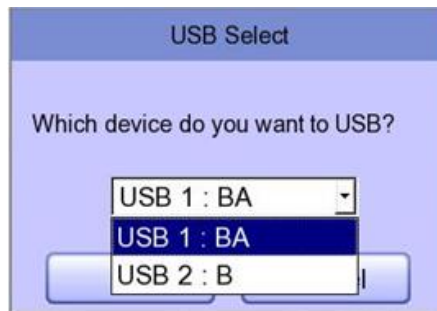 USB Select
Which device do you want to USB?
USB 1 : BA
USB 1 : BA
USB 2 : B